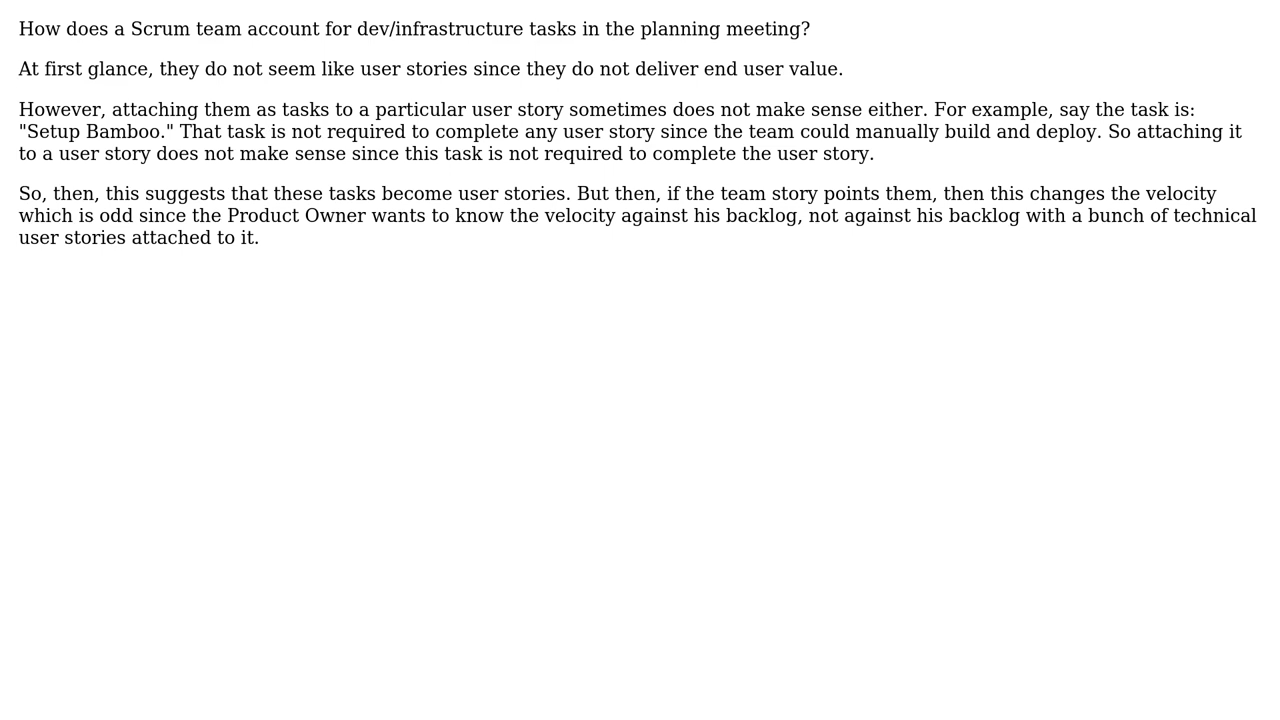 How does a Scrum team account for dev/infrastructure tasks in the planning meeting?
At first glance, they do not seem like user stories since they do not deliver end user value.
However, attaching them as tasks to a particular user story sometimes does not make sense either. For example, say the task is:
"Setup Bamboo." That task is not required to complete any user story since the team could manually build and deploy. So attaching it
to a user story does not make sense since this task is not required to complete the user story.
So, then, this suggests that these tasks become user stories. But then, if the team story points them, then this changes the velocity
which is odd since the Product Owner wants to know the velocity against his backlog, not against his backlog with a bunch of technical
user stories attached to it.